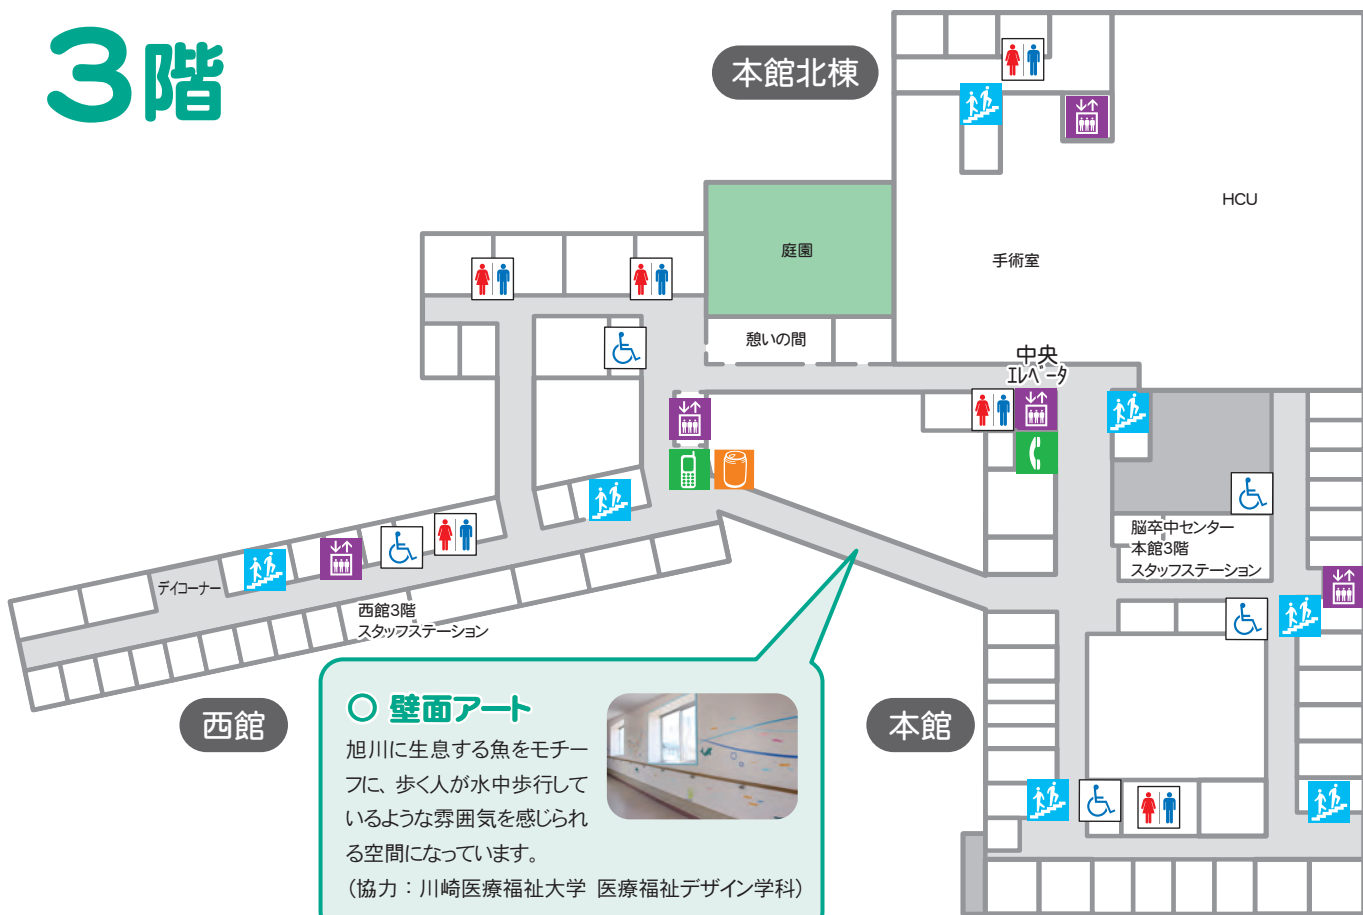 3階
本館北棟
HCU
庭園
手術室
憩いの間
中央
エレベータ
脳卒中センター
本館3階
スタッフステーション
デイコーナー
西館3階
スタッフステーション
西館
本館
○ 壁面アート
旭川に生息する魚をモチー
フに、歩く人が水中歩行して
いるような雰囲気を感じられ
る空間になっています。
（協力：川崎医療福祉大学 医療福祉デザイン学科）